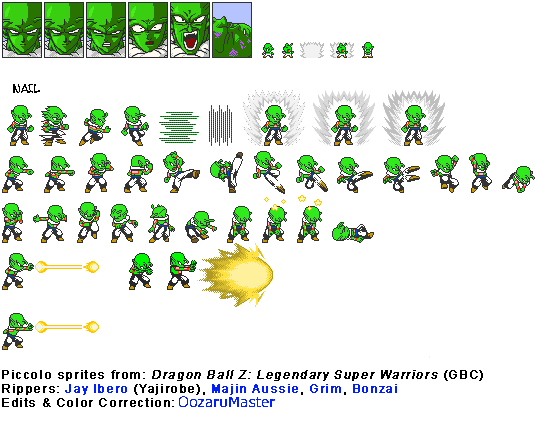 NAIL
Piccolo sprites from: Dragon Ball Z: Legendary Super Warriors (GBC)
Rippers: Jay Ibero (Yajirobe), Majin Aussie, Grim, Bonzai
Edits & Color Correction: OozaruMaster